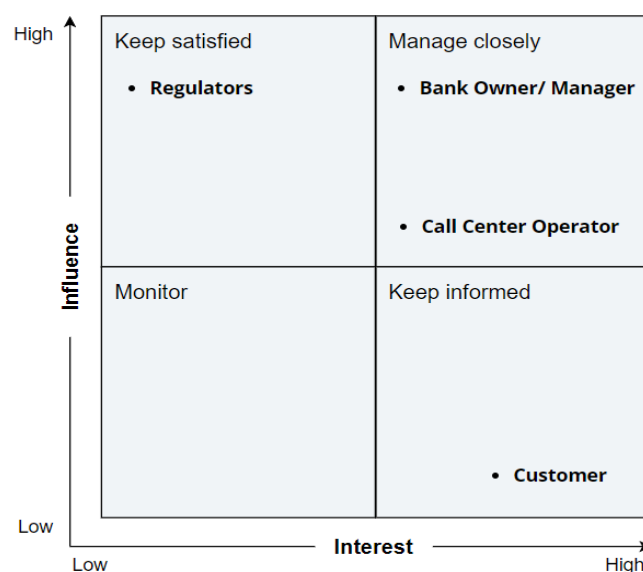 High
Keep satisfied
Manage closely
• Regulators
• Bank Owner/ Manager
• Call Center Operator
Influence
Monitor
Keep informed
• Customer
Low
Low
Interest
High